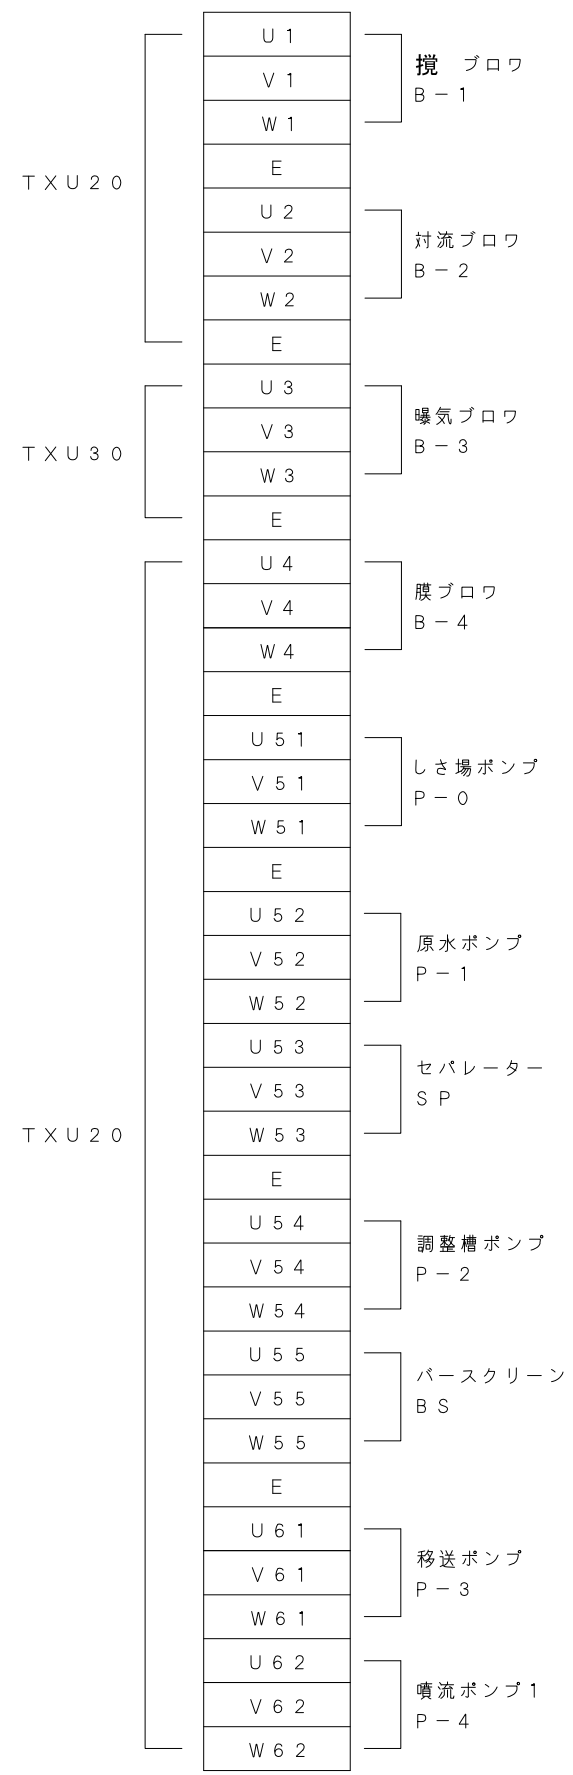 U1
撹　ブロワ
B－1
V1
W1
E
TXU20
U2
対流ブロワ
B－2
V2
W2
E
U3
曝気ブロワ
B－3
V3
TXU30
W3
E
U4
膜ブロワ
B－4
V4
W4
E
U51
しさ場ポンプ
P－0
V51
W51
E
U52
原水ポンプ
P－1
V52
W52
U53
セパレーター
SP
V53
TXU20
W53
E
U54
調整槽ポンプ
P－2
V54
W54
U55
バースクリーン
BS
V55
W55
E
U61
移送ポンプ
P－3
V61
W61
U62
噴流ポンプ1
P－4
V62
W62